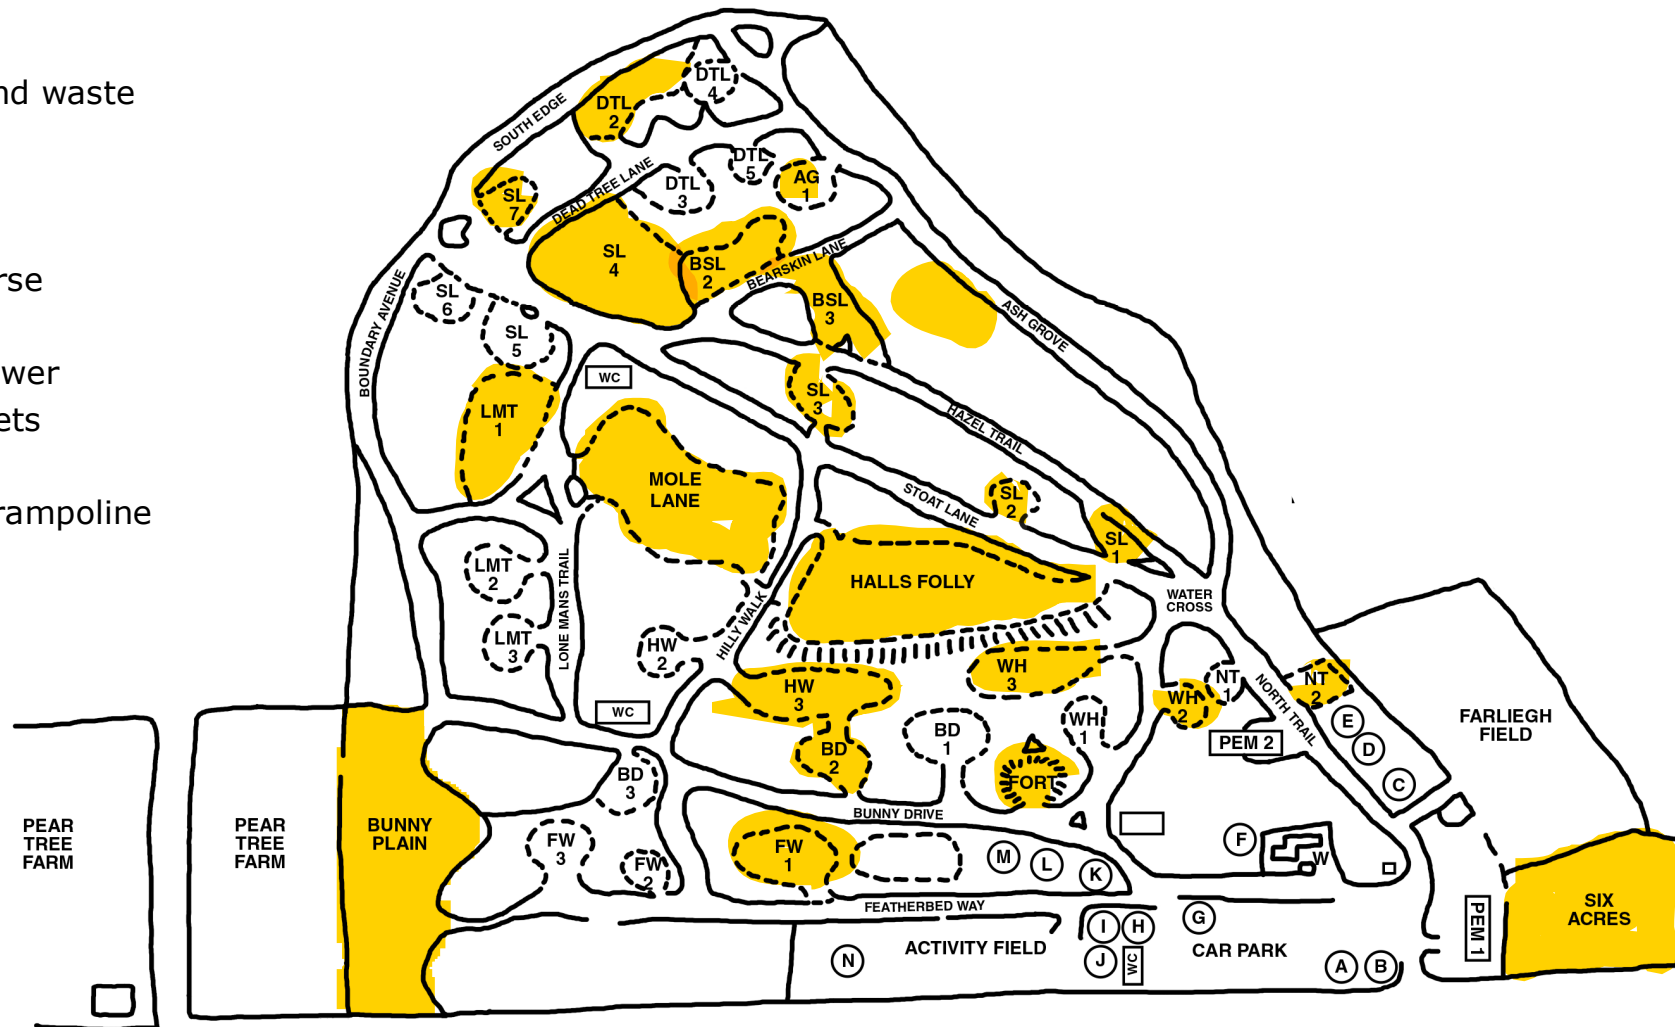 nd waste
rse
wer
ets
rampoline
DTL
4
DTL
2
SOUTH EDGE
DTL
5
AG
1
DTL
3
DEAD TREE LANE
SL
7
SL
4
BSL
2
BEARSKIN LANE
BSL
3
ASH GROVE
BOUNDARY AVENUE
SL
6
SL
5
WC
SL
3
HAZEL TRAIL
LMT
1
MOLE
LANE
STOAT LANE
SL
2
SL
1
LMT
2
LONE MANS TRAIL
HALLS FOLLY
WATER
CROSS
HILLY WALK
LMT
3
HW
2
WH
3
HW
3
WH
2
NT
1
NT
2
NORTH TRAIL
WC
WH
1
BD
1
PEM 2
E
D
C
FARLIEGH
FIELD
BD
2
FORT
BD
3
BUNNY DRIVE
PEAR
TREE
FARM
PEAR
TREE
FARM
BUNNY
PLAIN
FW
3
FW
2
FW
1
M
L
K
F
W
FEATHERBED WAY
I
H
G
J
WC
N
ACTIVITY FIELD
CAR PARK
A
B
PEM 1
SIX
ACRES